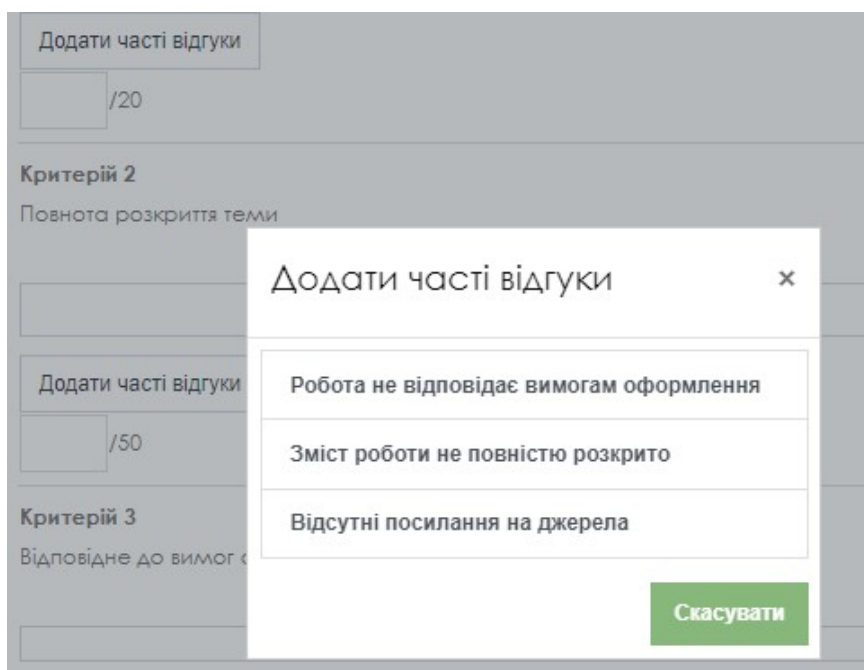 Додати часті відгуки
/20
Критерій 2
Повнота розкриття теми
Додати часті відгуки
×
Робота не відповідає вимогам оформлення
Зміст роботи не повністю розкрито
Відсутні посилання на джерела
Скасувати
Додати часті відгуки
/50
Критерій 3
Відповідне до вимог